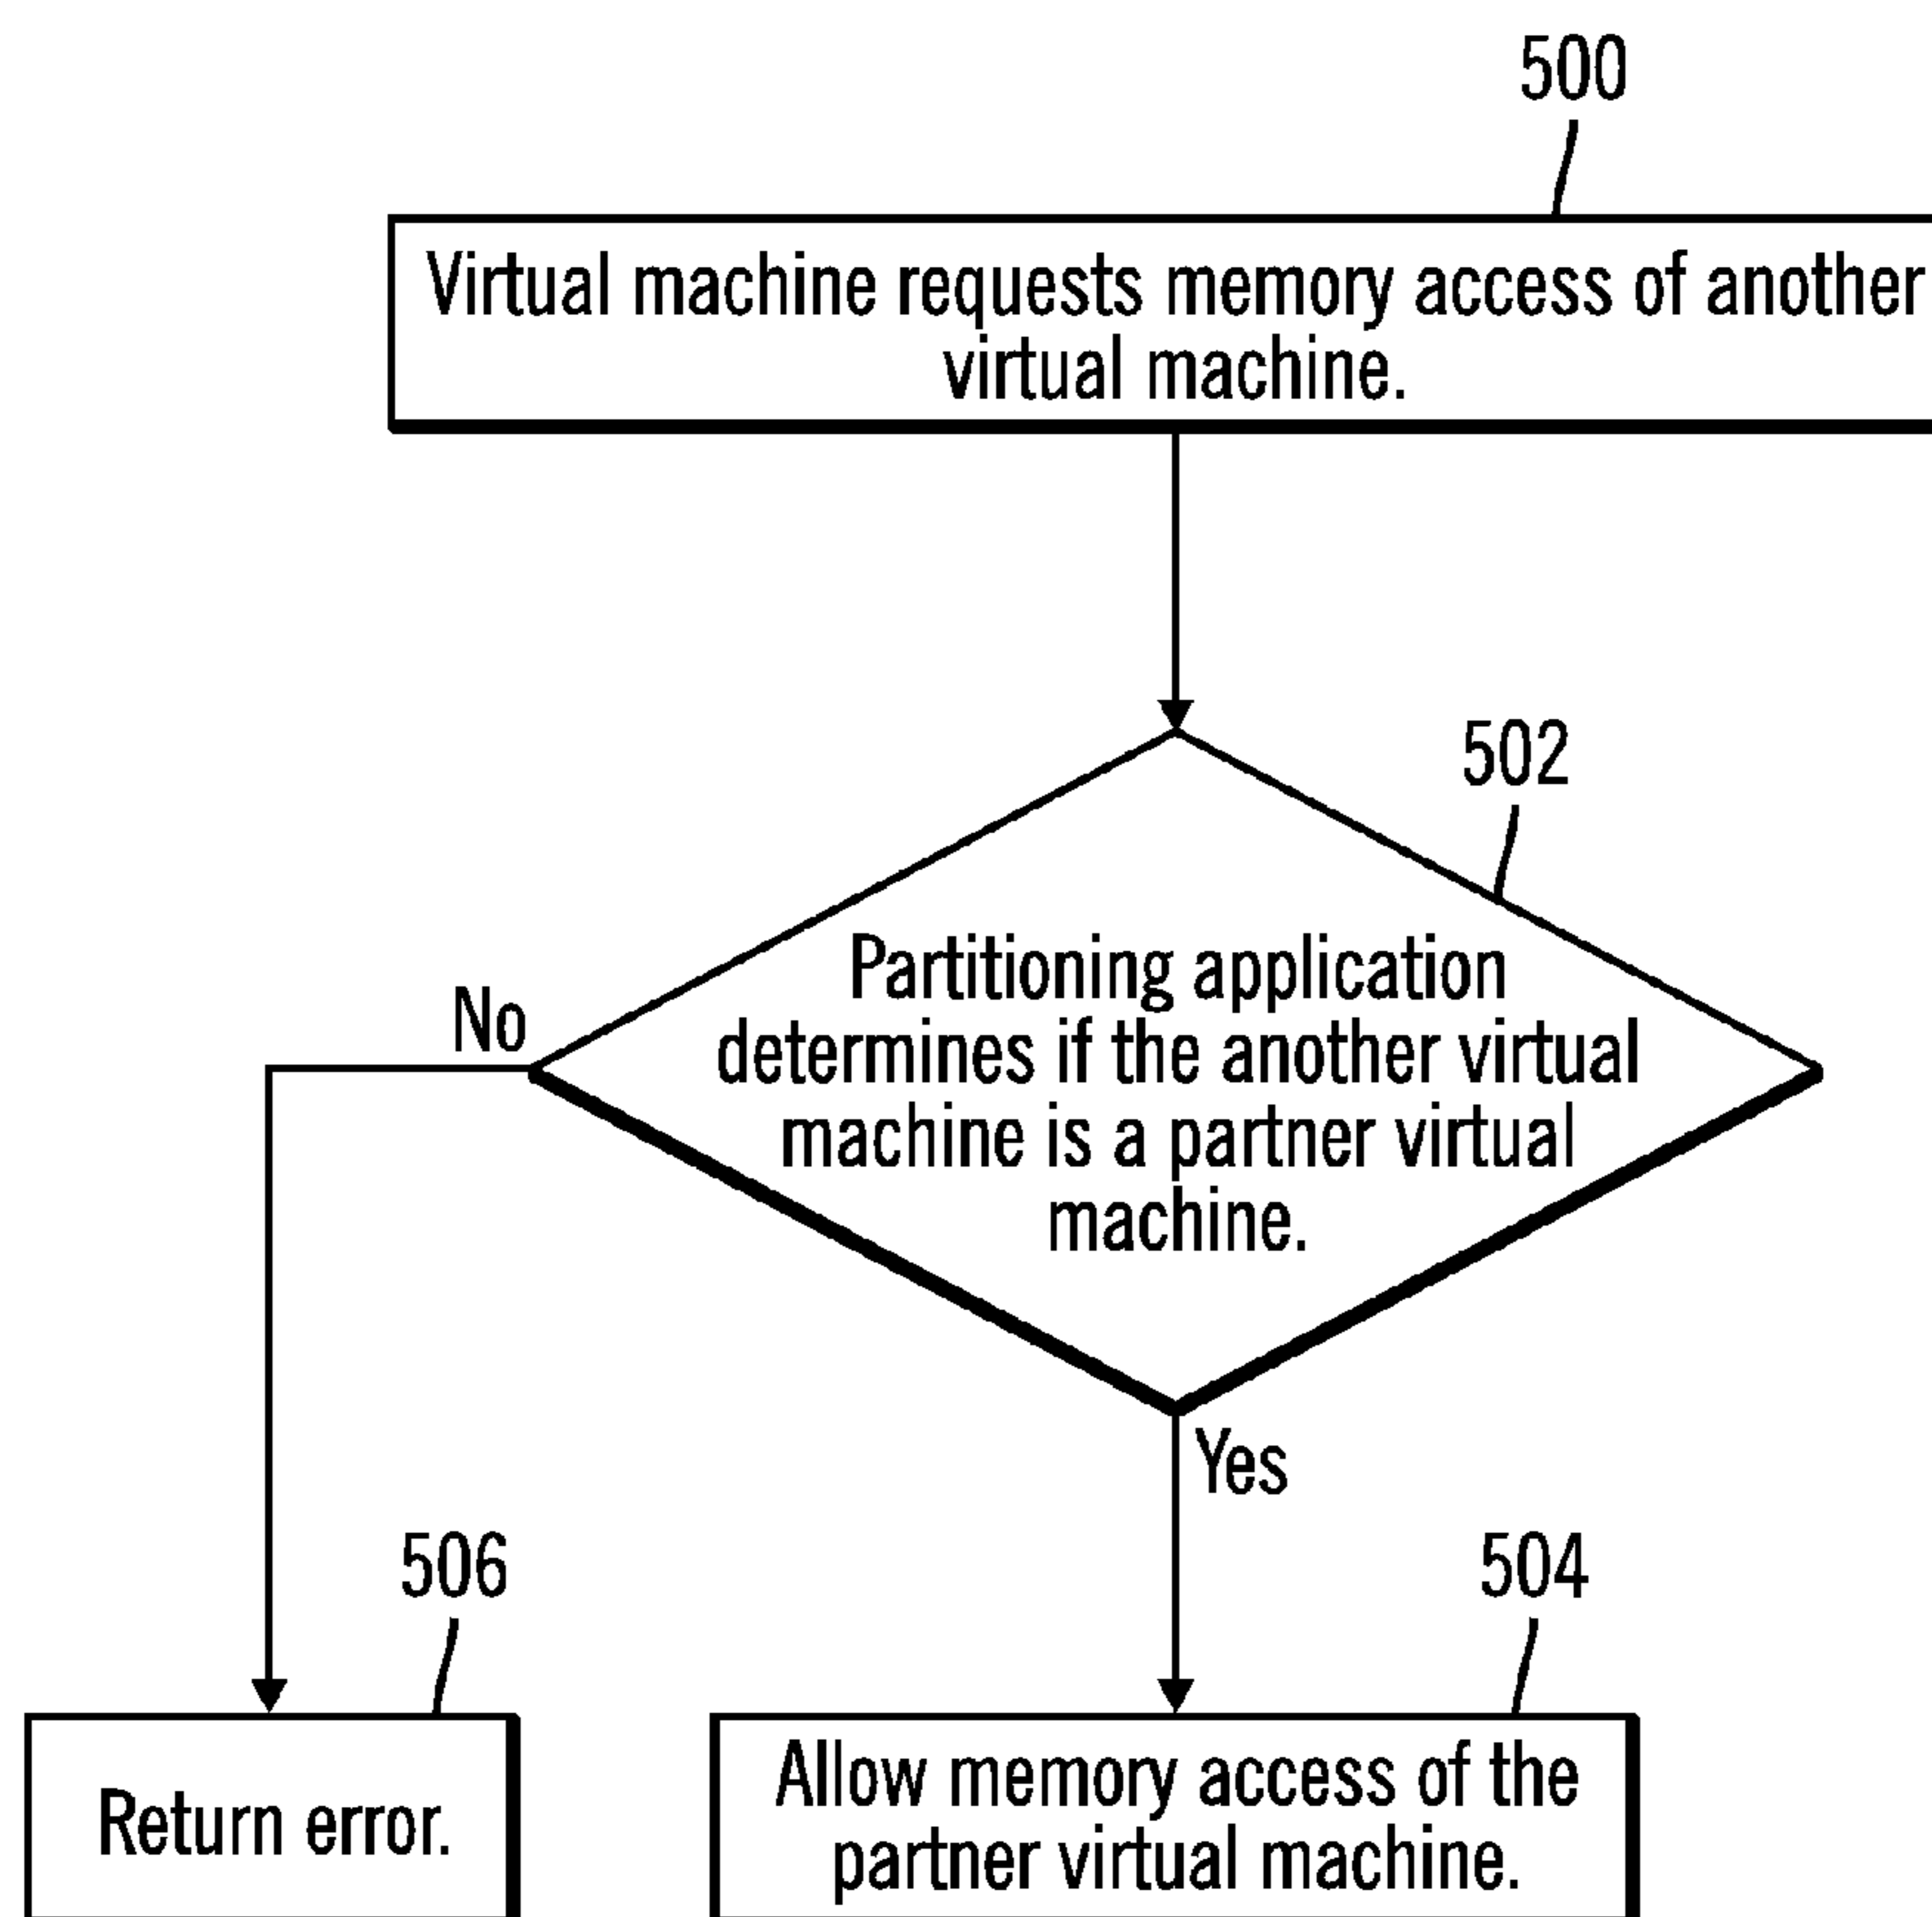 500
Virtual machine requests memory access of another
virtual machine.
502
Partitioning application
determines if the another virtual
machine is a partner virtual
machine.
No
Yes
506
504
Return error.
Allow memory access of the
partner virtual machine.